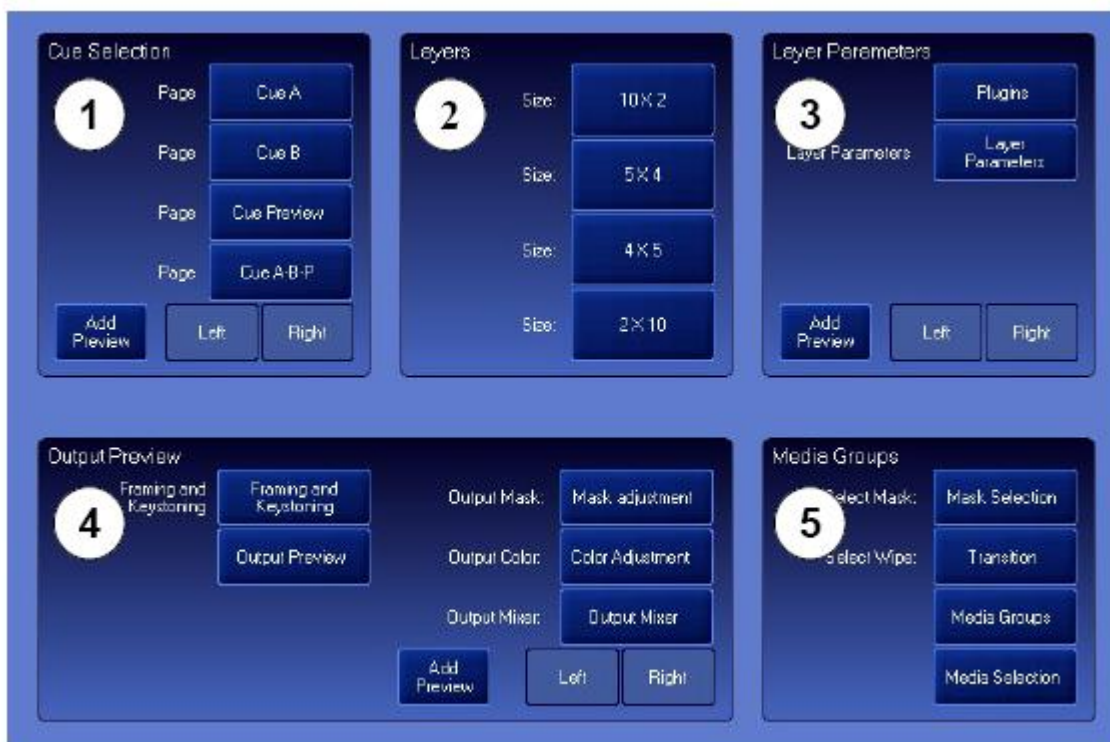 Cue Selection
1
Page Cue A
Page Cue B
Page Cue Preview
Page Cue A-B-P
Add
Preview
Left Right
Layers
2
Size: 10 X 2
Size: 5 X 4
Size: 4 X 5
Size: 2 X 10
Layer Parameters
3
Plugins
Layer Parameters
Layer
Parameters
Add
Preview
Left Right
Output Preview
4
Framing and
Keystoning
Framing and
Keystoning
Output Preview
Output Mask: Mask adjustment
Output Color: Color Adjustment
Output Mixer: Output Mixer
Add
Preview
Left Right
Media Groups
5
Select Mask: Mask Selection
Select Wipe: Transition
Media Groups
Media Selection